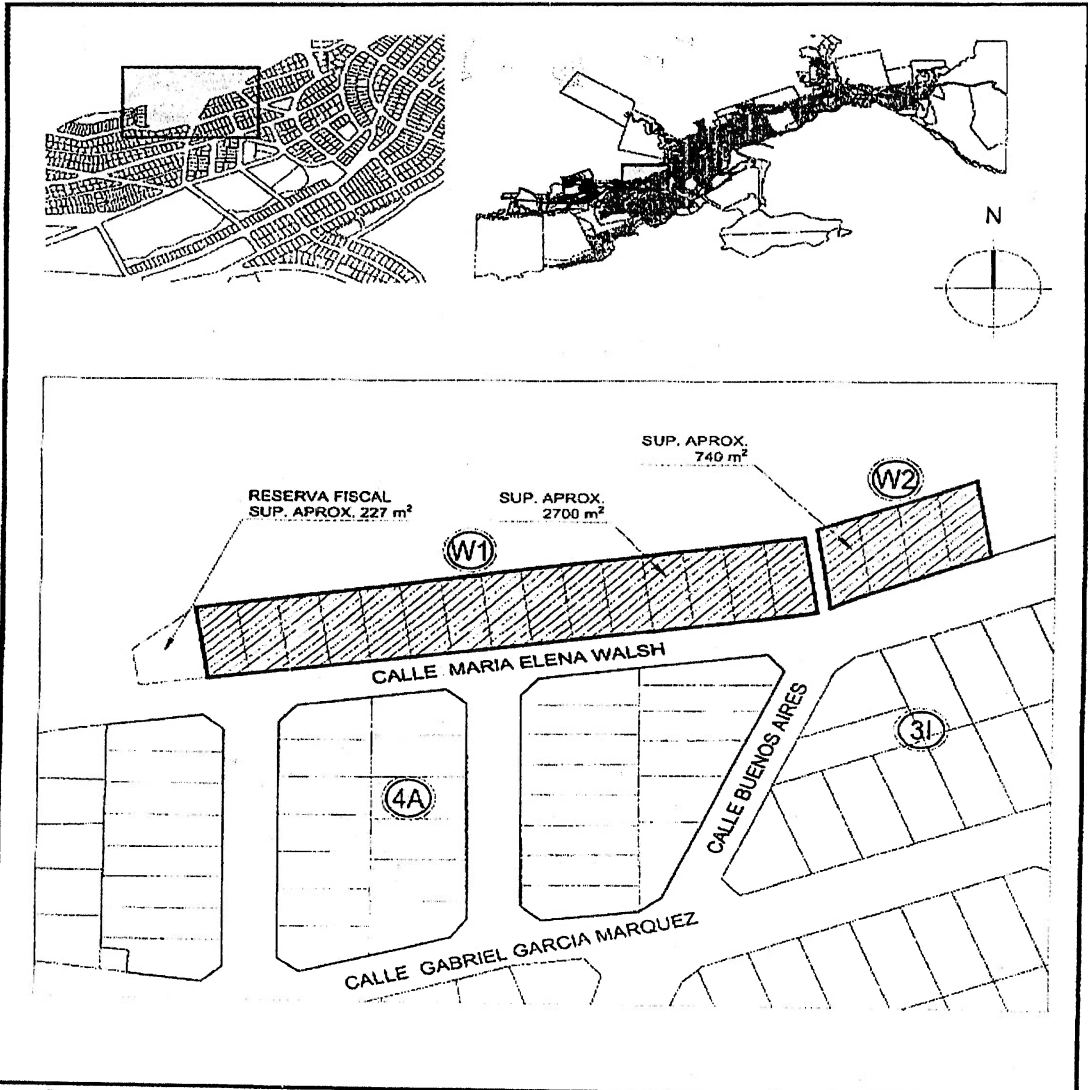 N
SUP. APROX.
740 m²
W2
RESERVA FISCAL
SUP. APROX. 227 m²
SUP. APROX.
2700 m²
W1
CALLE MARIA ELENA WALSH
CALLE BUENOS AIRES
3I
4A
CALLE GABRIEL GARCIA MARQUEZ